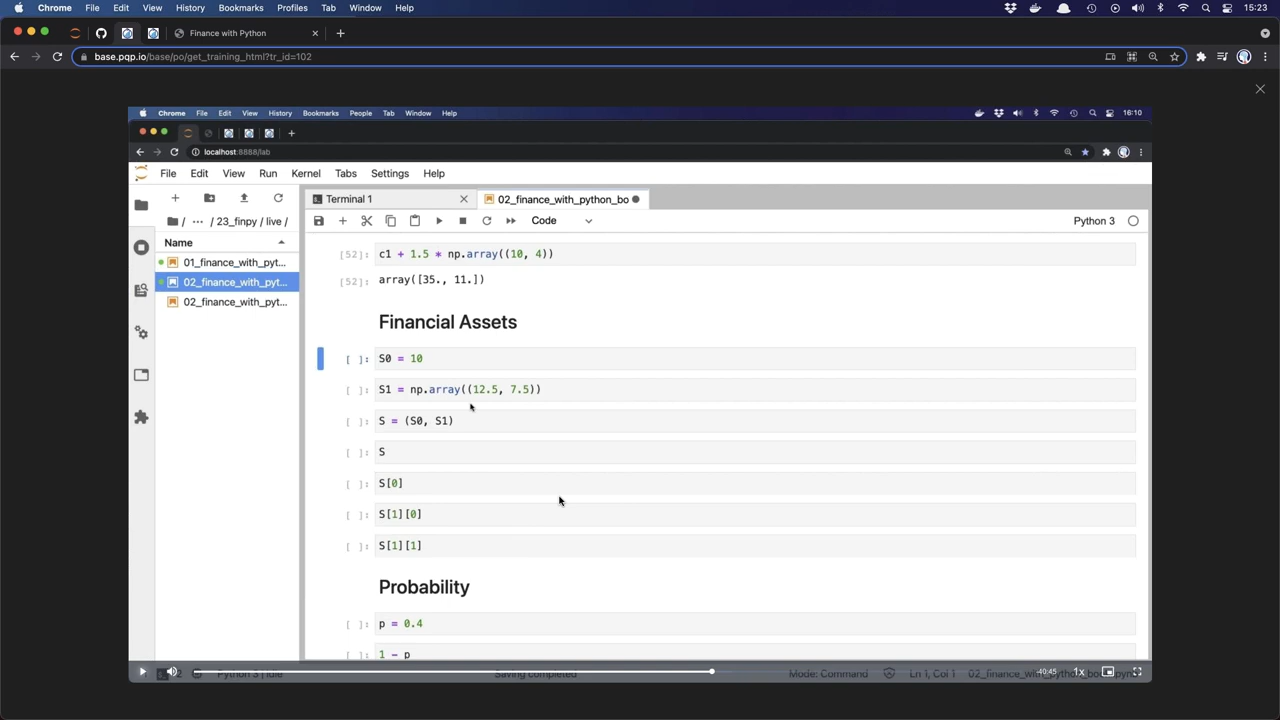 Chrome File Edit View History Bookmarks Profiles Tab Window Help 15:23
Finance with Python
base.pqp.io/base/po/get_training_html?tr_id=102
Chrome File Edit View History Bookmarks People Tab Window Help 16:10
localhost:8888/lab
File Edit View Run Kernel Tabs Settings Help
Terminal 1 02_finance_with_python_bo
/ ··· / 23_finpy / live /
Code Python 3
Name
01_finance_with_pyt...
02_finance_with_pyt...
02_finance_with_pyt...
[52]: c1 + 1.5 * np.array((10, 4))
[52]: array([35., 11.])
Financial Assets
[ ]: S0 = 10
[ ]: S1 = np.array((12.5, 7.5))
[ ]: S = (S0, S1)
[ ]: S
[ ]: S[0]
[ ]: S[1][0]
[ ]: S[1][1]
Probability
[ ]: p = 0.4
[ ]: 1 - p
Python 3 | Idle Saving completed Mode: Command Ln 1, Col 1
-40:45 1x